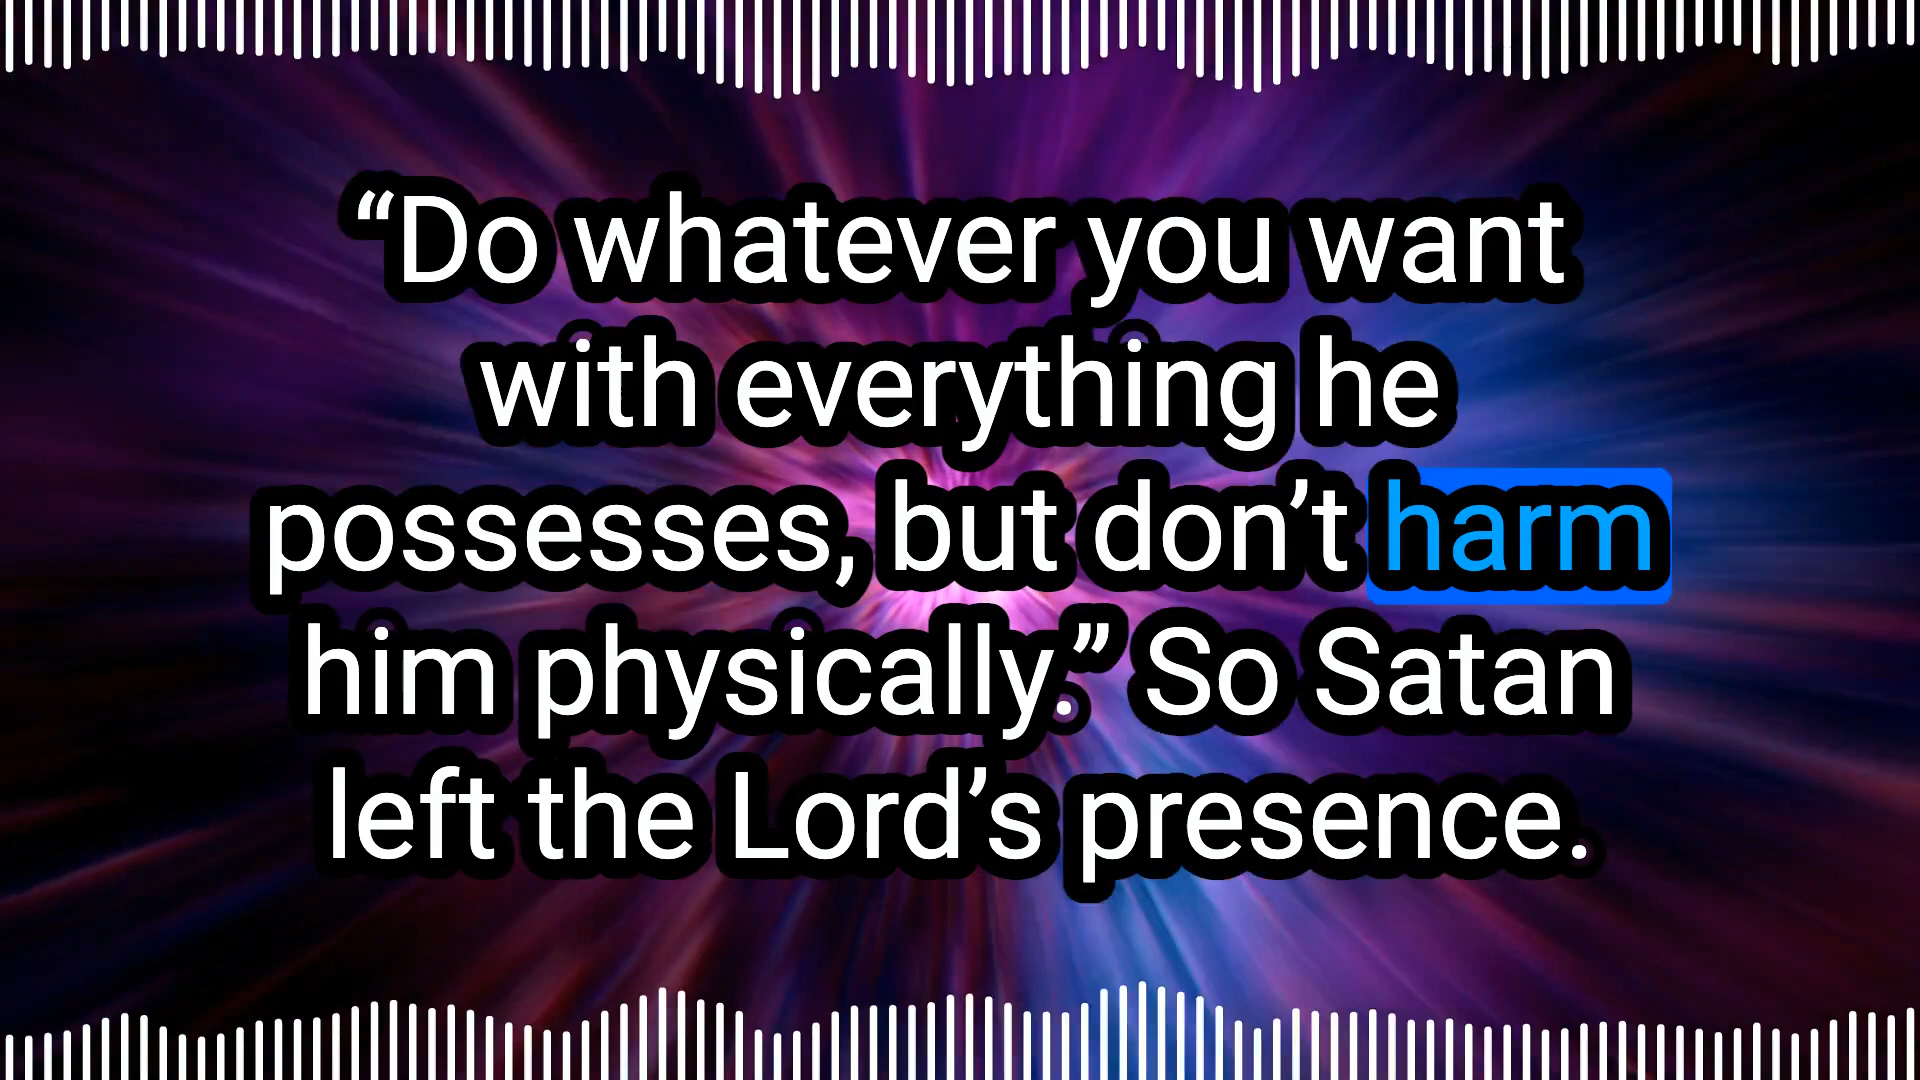 “Do whatever you want
with everything he
possesses, but don’t harm
him physically.” So Satan
left the Lord’s presence.